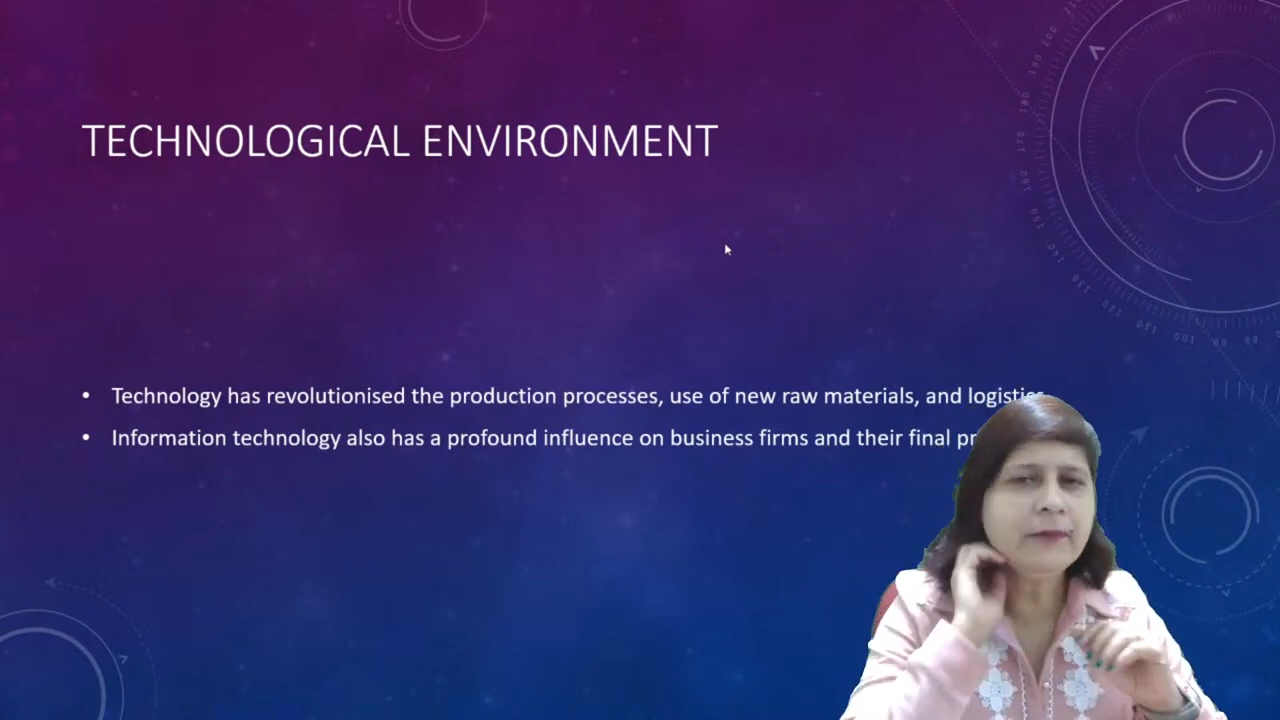 TECHNOLOGICAL ENVIRONMENT
• Technology has revolutionised the production processes, use of new raw materials, and logistics
• Information technology also has a profound influence on business firms and their final